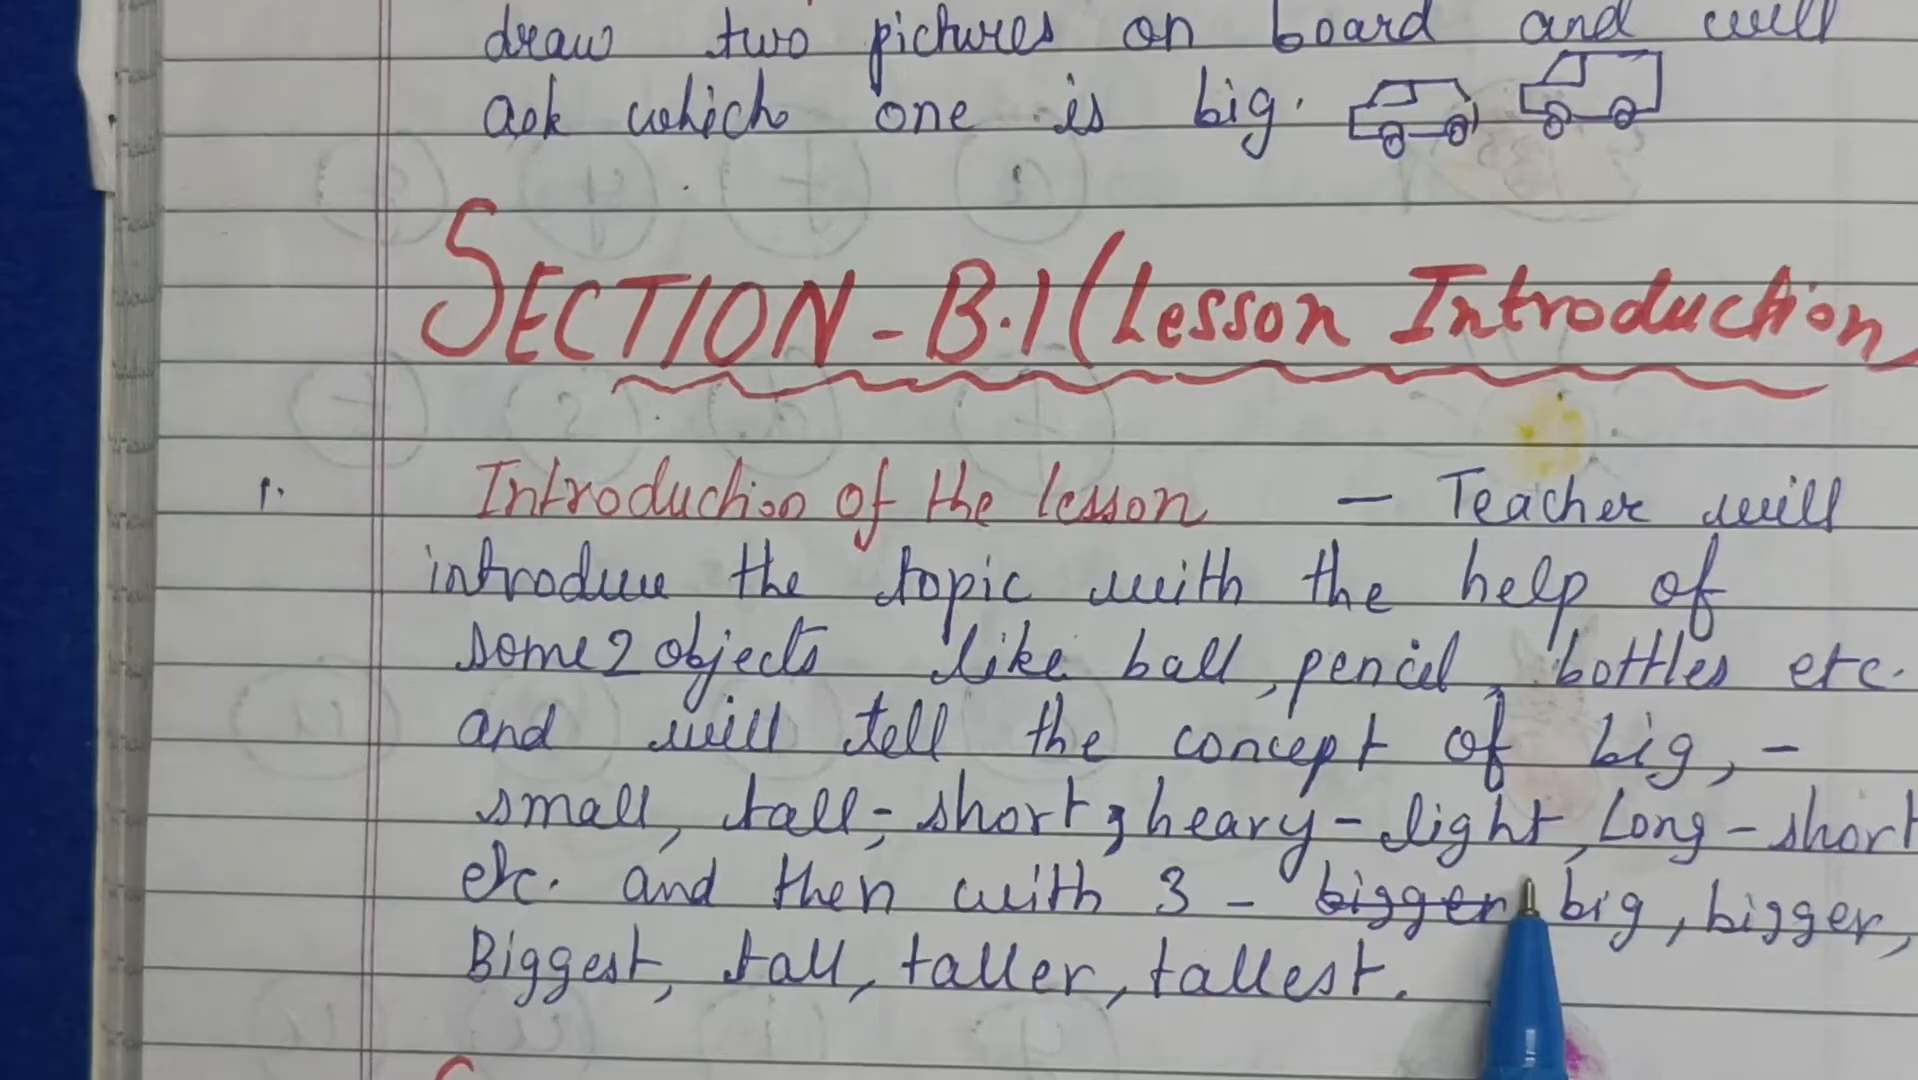 draw two pictures on board and will
ask which one is big.
SECTION-B.1(Lesson Introduction
1. Introduction of the lesson — Teacher will
introduce the topic with the help of
some 2 objects like ball, pencil, bottles etc.
and will tell the concept of big, -
small, tall - short, heavy - light, Long - short
etc. and then with 3 - bigger big, bigger,
Biggest, tall, taller, tallest.